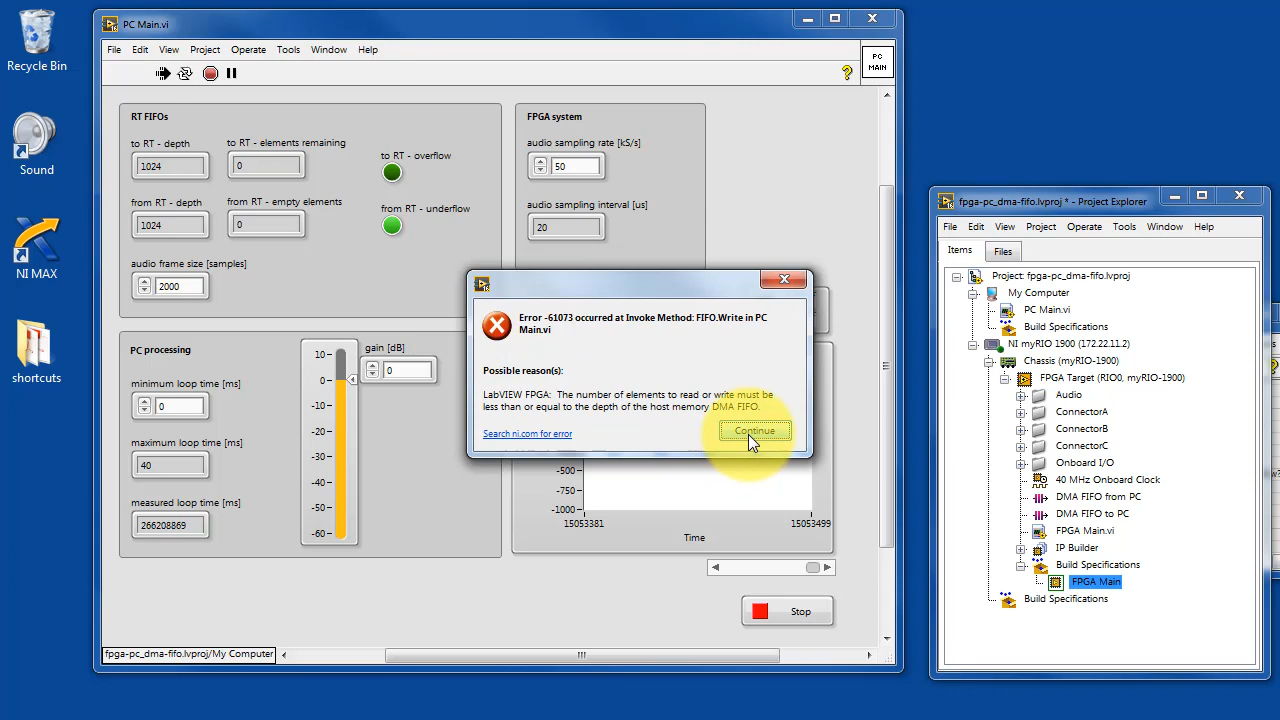 Recycle Bin
Sound
NI MAX
shortcuts
PC Main.vi
File Edit View Project Operate Tools Window Help
PC
MAIN
RT FIFOs
to RT - depth
1024
to RT - elements remaining
0
to RT - overflow
from RT - depth
1024
from RT - empty elements
0
from RT - underflow
audio frame size [samples]
2000
FPGA system
audio sampling rate [kS/s]
50
audio sampling interval [us]
20
PC processing
minimum loop time [ms]
0
maximum loop time [ms]
40
measured loop time [ms]
266208869
10
0
-10
-20
-30
-40
-50
-60
gain [dB]
0
Error -61073 occurred at Invoke Method: FIFO.Write in PC
Main.vi
Possible reason(s):
LabVIEW FPGA: The number of elements to read or write must be
less than or equal to the depth of the host memory DMA FIFO.
Search ni.com for error
Continue
-500
-750
-1000
15053381 15053499
Time
Stop
fpga-pc_dma-fifo.lvproj/My Computer
fpga-pc_dma-fifo.lvproj * - Project Explorer
File Edit View Project Operate Tools Window Help
Items Files
Project: fpga-pc_dma-fifo.lvproj
My Computer
PC Main.vi
Build Specifications
NI myRIO 1900 (172.22.11.2)
Chassis (myRIO-1900)
FPGA Target (RIO0, myRIO-1900)
Audio
ConnectorA
ConnectorB
ConnectorC
Onboard I/O
40 MHz Onboard Clock
DMA FIFO from PC
DMA FIFO to PC
FPGA Main.vi
IP Builder
Build Specifications
FPGA Main
Build Specifications